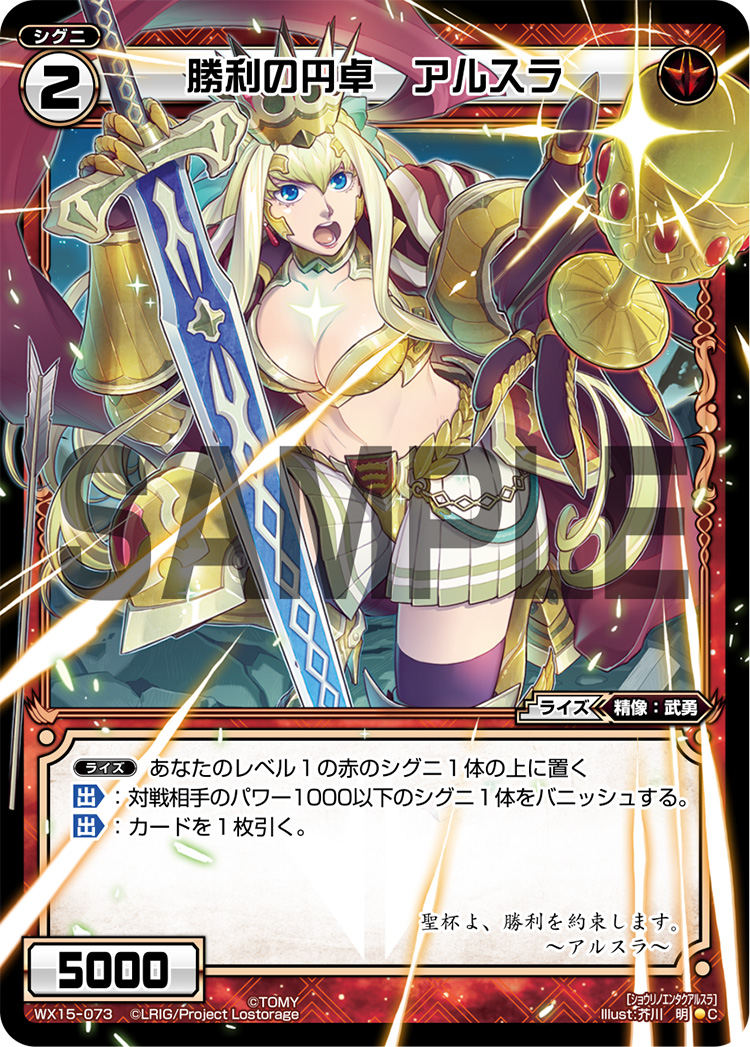 シグニ
2
勝利の円卓 アルスラ
SAMPLE
ライズ 精像：武勇
ライズ あなたのレベル1の赤のシグニ1体の上に置く
出：対戦相手のパワー1000以下のシグニ1体をバニッシュする。
出：カードを1枚引く。
聖杯よ、勝利を約束します。
～アルスラ～
5000
©TOMY
[ショウリノエンタクアルスラ]
WX15-073 ©LRIG/Project Lostorage Illust:芥川 明 C